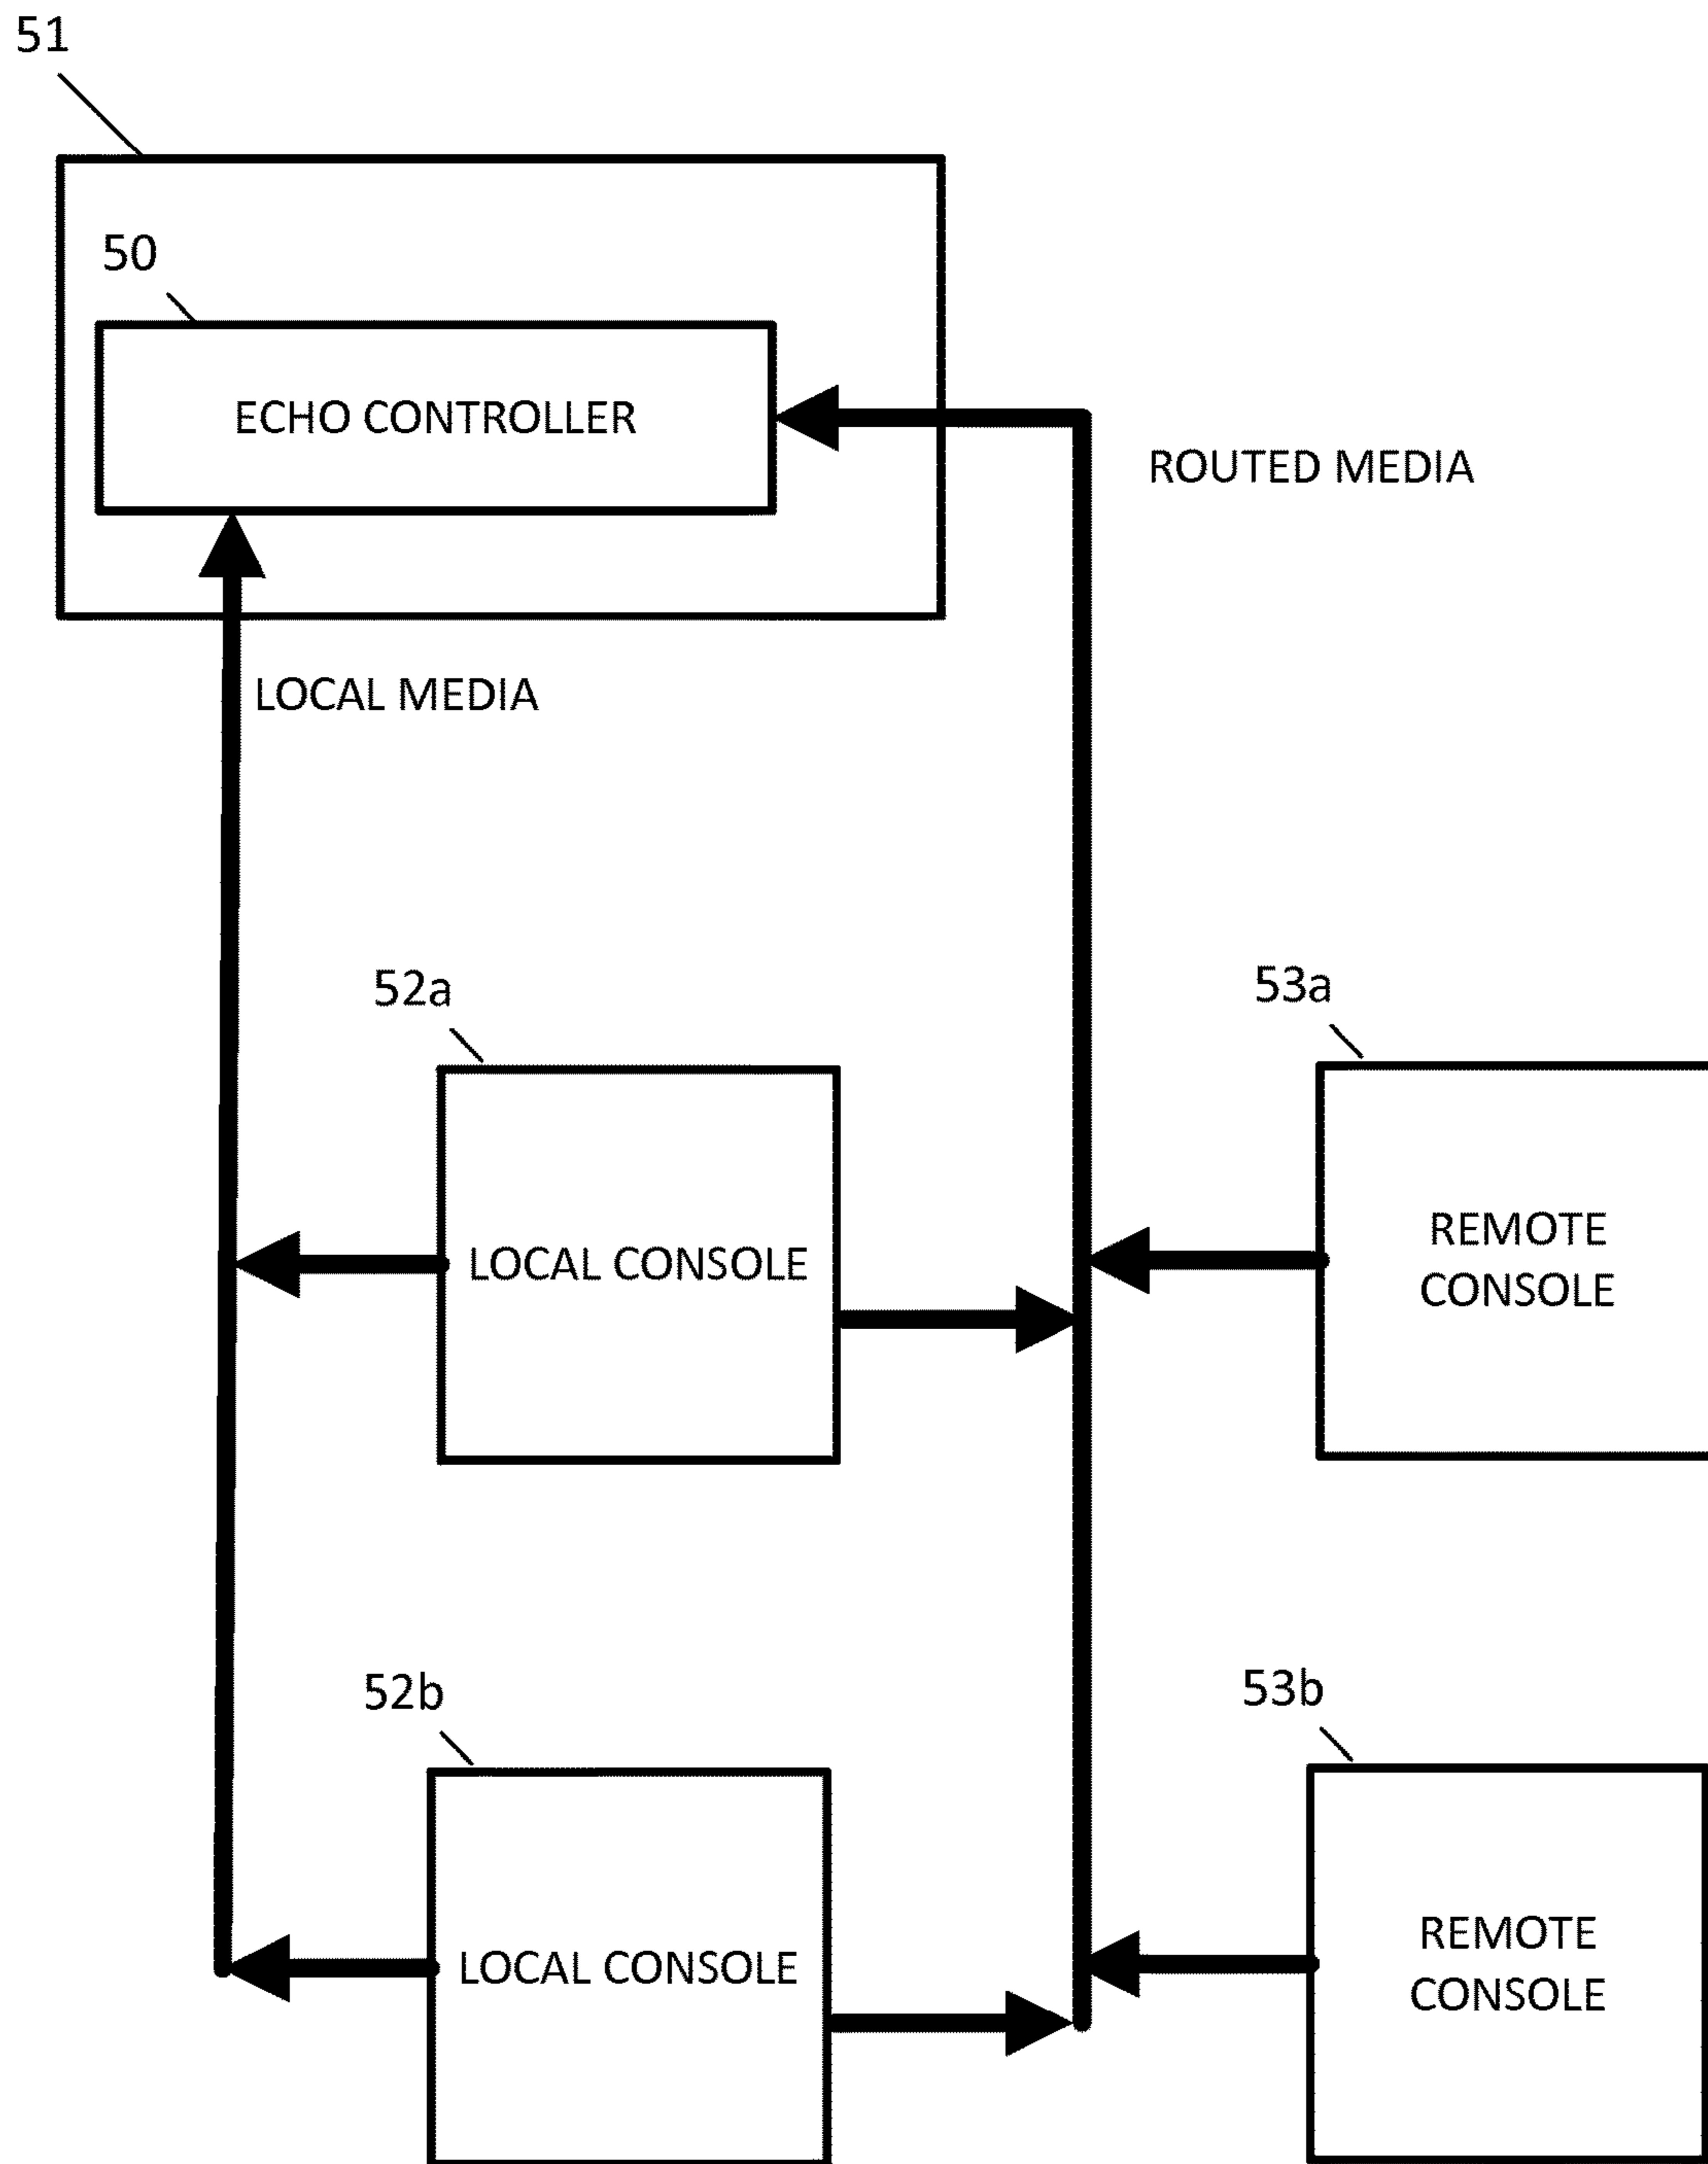 51
50
ECHO CONTROLLER
ROUTED MEDIA
LOCAL MEDIA
52a
53a
LOCAL CONSOLE
REMOTE
CONSOLE
52b
53b
LOCAL CONSOLE
REMOTE
CONSOLE